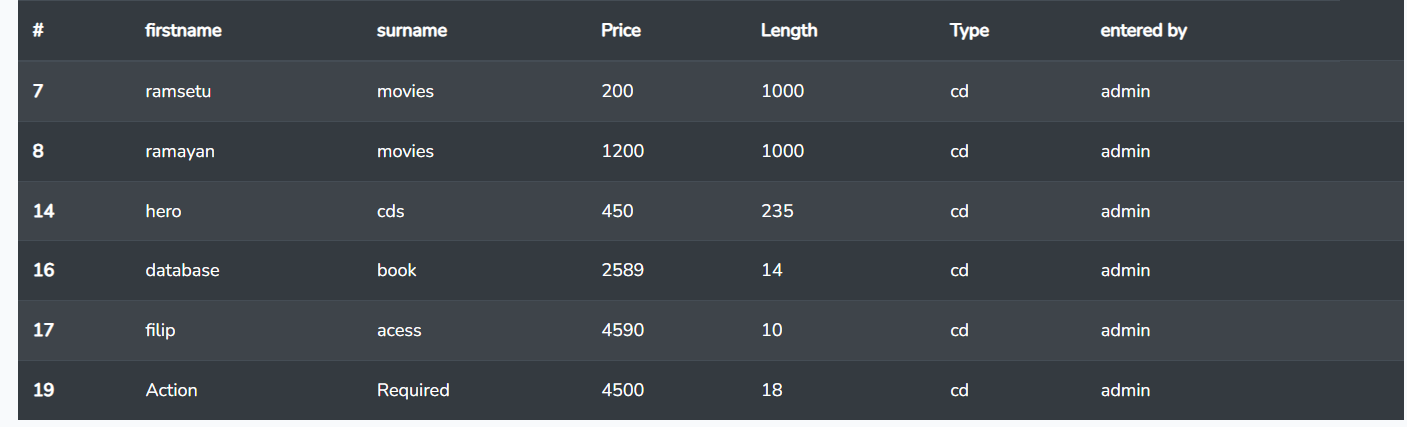 # firstname surname Price Length Type entered by
7 ramsetu movies 200 1000 cd admin
8 ramayan movies 1200 1000 cd admin
14 hero cds 450 235 cd admin
16 database book 2589 14 cd admin
17 filip acess 4590 10 cd admin
19 Action Required 4500 18 cd admin